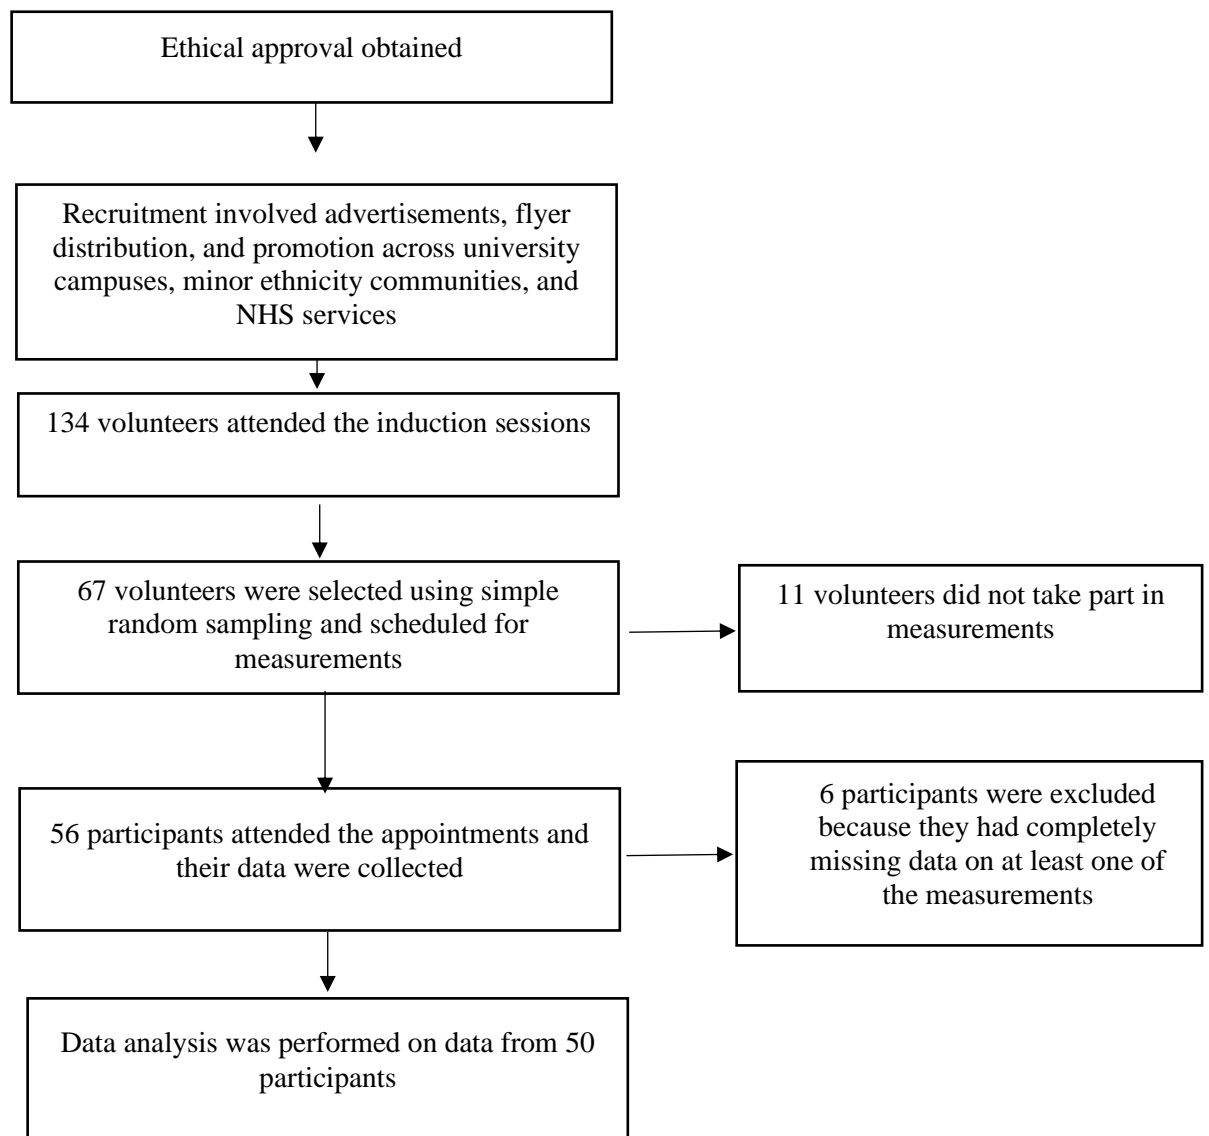 Ethical approval obtained
Recruitment involved advertisements, flyer
distribution, and promotion across university
campuses, minor ethnicity communities, and
NHS services
134 volunteers attended the induction sessions
67 volunteers were selected using simple
random sampling and scheduled for
measurements
11 volunteers did not take part in
measurements
56 participants attended the appointments and
their data were collected
6 participants were excluded
because they had completely
missing data on at least one of
the measurements
Data analysis was performed on data from 50
participants